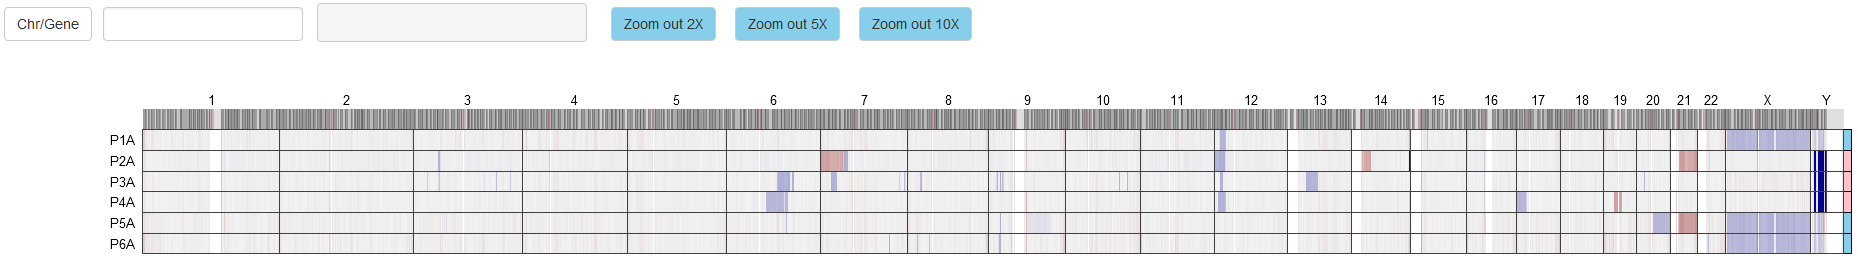 Chr/Gene Zoom out 2X Zoom out 5X Zoom out 10X
1 2 3 4 5 6 7 8 9 10 11 12 13 14 15 16 17 18 19 20 21 22 X Y
P1A
P2A
P3A
P4A
P5A
P6A